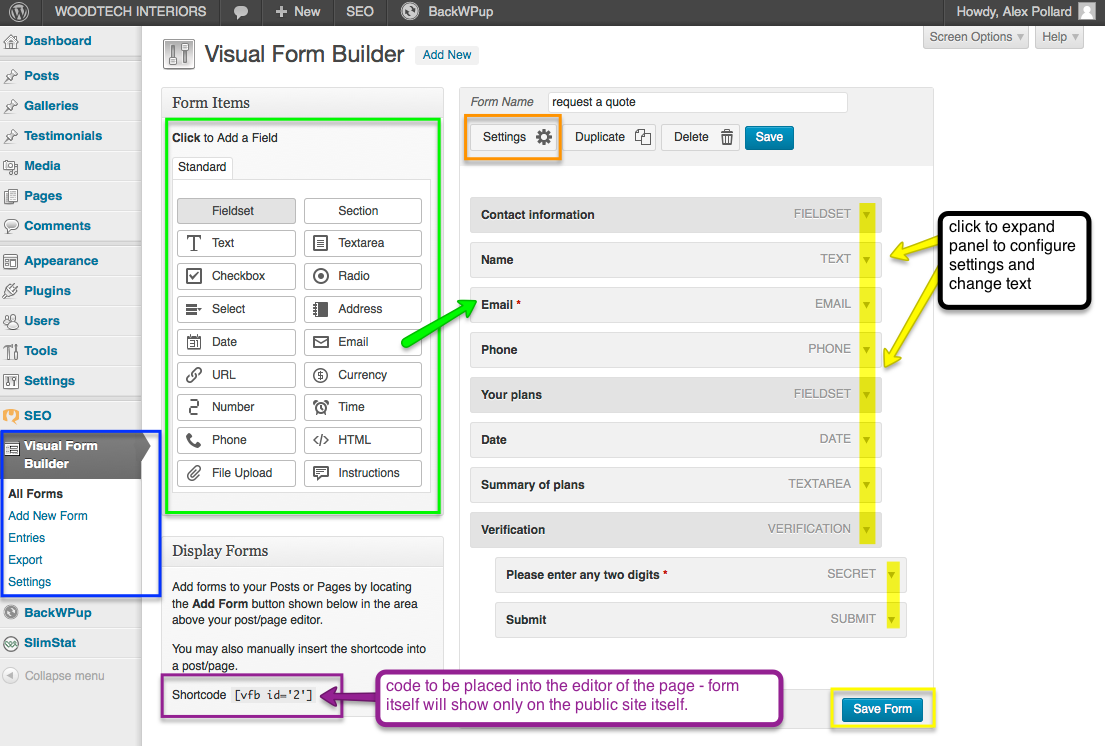 WOODTECH INTERIORS
New
SEO
BackWPup
Howdy, Alex Pollard
Screen Options
Help
Dashboard
Posts
Galleries
Testimonials
Media
Pages
Comments
Appearance
Plugins
Users
Tools
Settings
SEO
Visual Form
Builder
All Forms
Add New Form
Entries
Export
Settings
BackWPup
SlimStat
Collapse menu
Visual Form Builder
Add New
Form Items
Click to Add a Field
Standard
Fieldset
Section
Text
Textarea
Checkbox
Radio
Select
Address
Date
Email
URL
Currency
Number
Time
Phone
HTML
File Upload
Instructions
Display Forms
Add forms to your Posts or Pages by locating
the Add Form button shown below in the area
above your post/page editor.
You may also manually insert the shortcode into
a post/page.
Shortcode [vfb id='2']
code to be placed into the editor of the page - form
itself will show only on the public site itself.
Form Name request a quote
Settings
Duplicate
Delete
Save
Contact information FIELDSET
Name TEXT
Email * EMAIL
Phone PHONE
Your plans FIELDSET
Date DATE
Summary of plans TEXTAREA
Verification VERIFICATION
Please enter any two digits * SECRET
Submit SUBMIT
Save Form
click to expand
panel to configure
settings and
change text